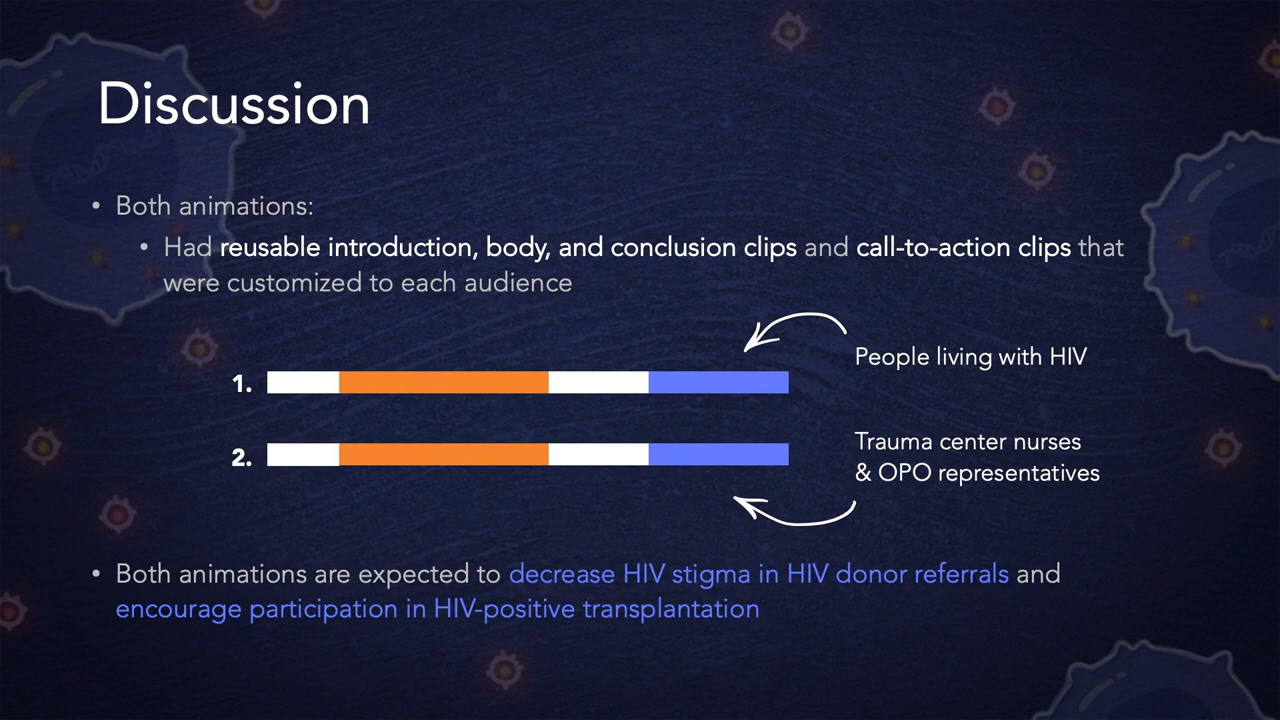 Discussion
• Both animations:
• Had reusable introduction, body, and conclusion clips and call-to-action clips that
were customized to each audience
People living with HIV
1.
Trauma center nurses
& OPO representatives
2.
• Both animations are expected to decrease HIV stigma in HIV donor referrals and
encourage participation in HIV-positive transplantation